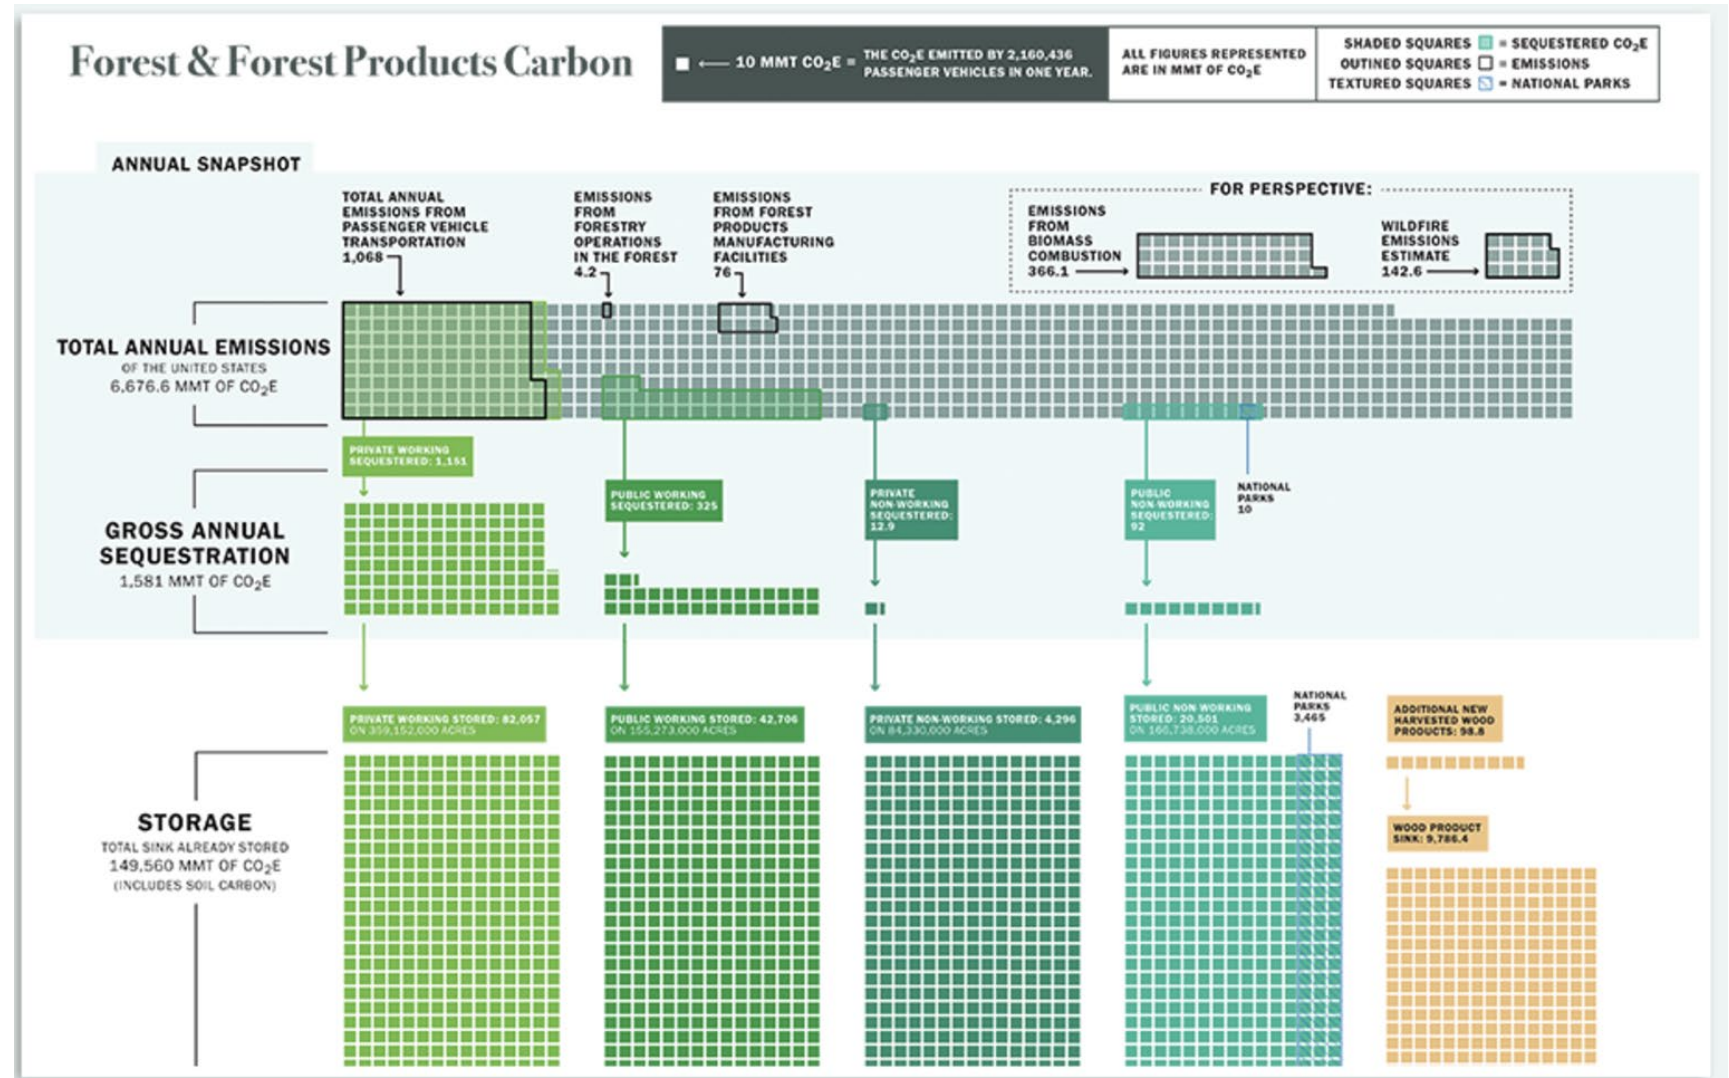 Forest & Forest Products Carbon
10 MMT CO₂E =
THE CO₂E EMITTED BY 2,160,436
PASSENGER VEHICLES IN ONE YEAR.
ALL FIGURES REPRESENTED
ARE IN MMT OF CO₂E
SHADED SQUARES = SEQUESTERED CO₂E
OUTINED SQUARES = EMISSIONS
TEXTURED SQUARES = NATIONAL PARKS
ANNUAL SNAPSHOT
TOTAL ANNUAL
EMISSIONS FROM
PASSENGER VEHICLE
TRANSPORTATION
1,068
EMISSIONS
FROM
FORESTRY
OPERATIONS
IN THE FOREST
4.2
EMISSIONS
FROM FOREST
PRODUCTS
MANUFACTURING
FACILITIES
76
FOR PERSPECTIVE:
EMISSIONS
FROM
BIOMASS
COMBUSTION
366.1
WILDFIRE
EMISSIONS
ESTIMATE
142.6
TOTAL ANNUAL EMISSIONS
OF THE UNITED STATES
6,676.6 MMT OF CO₂E
PRIVATE WORKING
SEQUESTERED: 1,151
PUBLIC WORKING
SEQUESTERED: 325
PRIVATE
NON-WORKING
SEQUESTERED:
12.9
PUBLIC
NON-WORKING
SEQUESTERED:
92
NATIONAL
PARKS
10
GROSS ANNUAL
SEQUESTRATION
1,581 MMT OF CO₂E
PRIVATE WORKING STORED: 82,057
ON 359,152,000 ACRES
PUBLIC WORKING STORED: 42,706
ON 155,273,000 ACRES
PRIVATE NON-WORKING STORED: 4,296
ON 84,330,000 ACRES
PUBLIC NON-WORKING
STORED: 20,501
ON 166,738,000 ACRES
NATIONAL
PARKS
3,465
ADDITIONAL NEW
HARVESTED WOOD
PRODUCTS: 98.8
WOOD PRODUCT
SINK: 9,786.4
STORAGE
TOTAL SINK ALREADY STORED
149,560 MMT OF CO₂E
(INCLUDES SOIL CARBON)